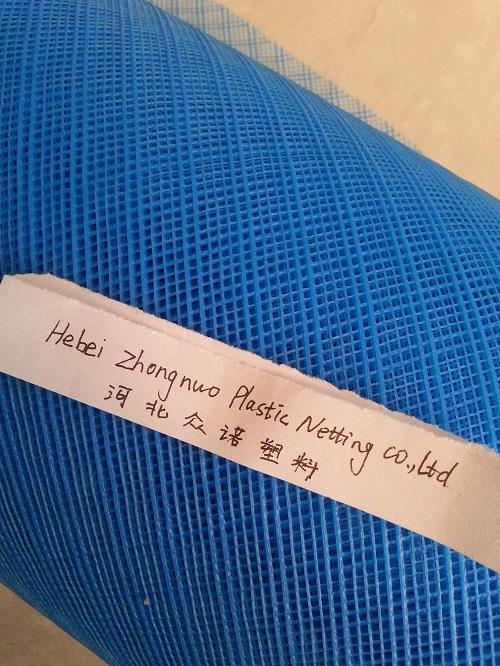 Hebei Zhongnuo Plastic Netting co.,Ltd
河北众诺塑料